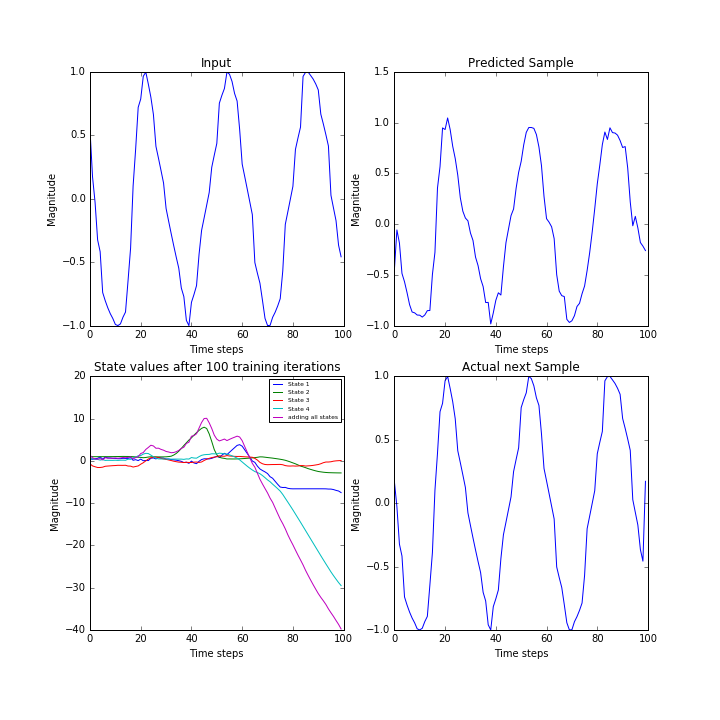 Input
1.0
0.5
0.0
−0.5
−1.0
Magnitude
0 20 40 60 80 100
Time steps
Predicted Sample
1.5
1.0
0.5
0.0
−0.5
−1.0
Magnitude
0 20 40 60 80 100
Time steps
State values after 100 training iterations
20
10
0
−10
−20
−30
−40
Magnitude
State 1
State 2
State 3
State 4
adding all states
0 20 40 60 80 100
Time steps
Actual next Sample
1.0
0.5
0.0
−0.5
−1.0
Magnitude
0 20 40 60 80 100
Time steps